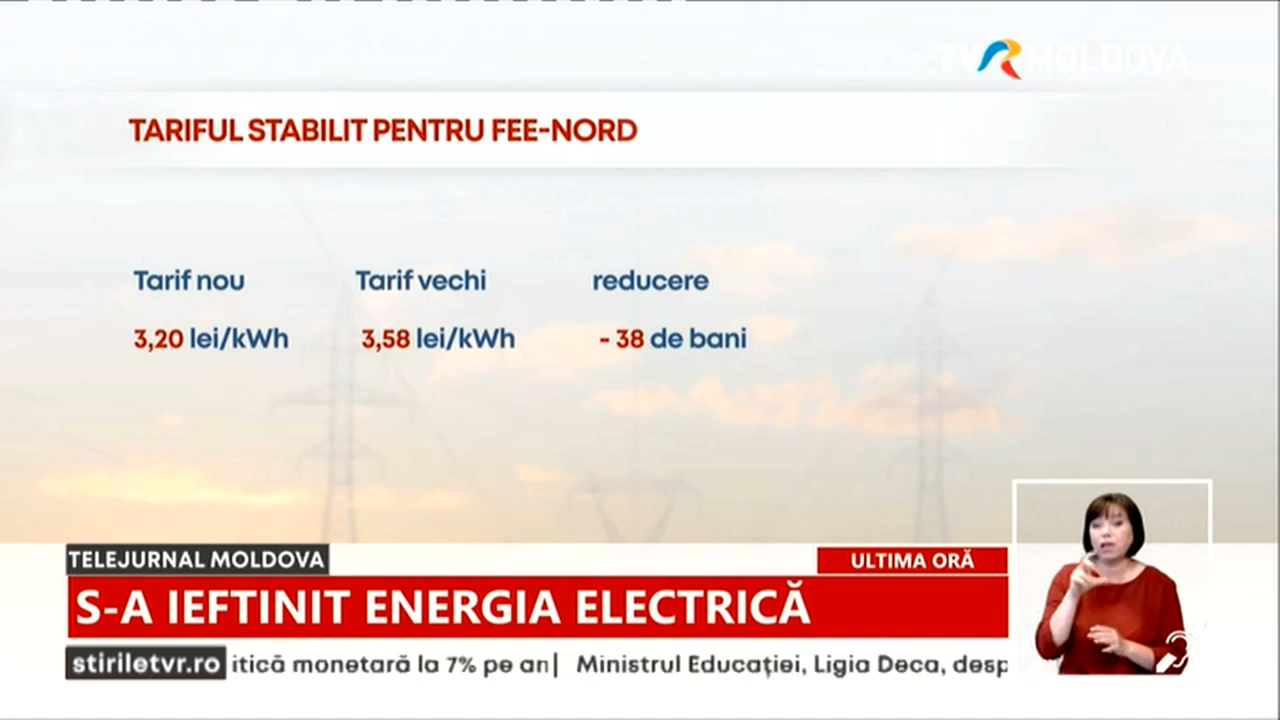 TVR MOLDOVA
TARIFUL STABILIT PENTRU FEE-NORD
Tarif nou Tarif vechi reducere
3,20 lei/kWh 3,58 lei/kWh - 38 de bani
TELEJURNAL MOLDOVA ULTIMA ORĂ
S-A IEFTINIT ENERGIA ELECTRICĂ
stiriletvr.ro itică monetară la 7% pe an| Ministrul Educației, Ligia Deca, desp